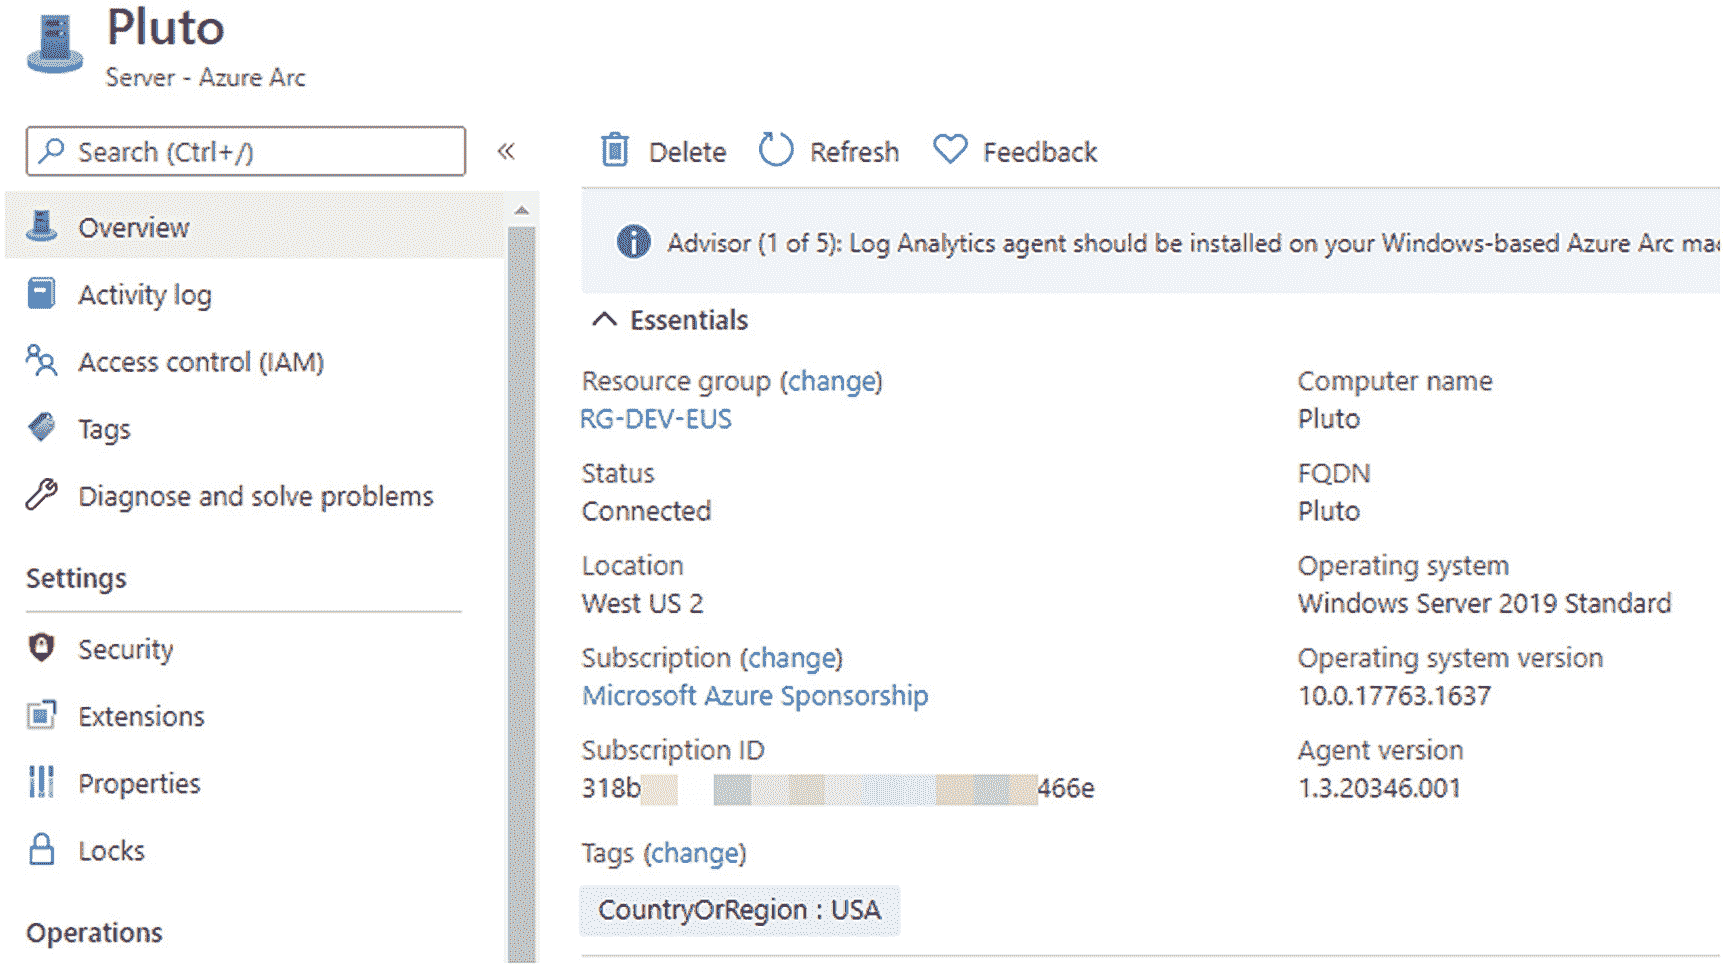 Pluto
Server - Azure Arc
Search (Ctrl+/)
«
Overview
Activity log
Access control (IAM)
Tags
Diagnose and solve problems
Settings
Security
Extensions
Properties
Locks
Operations
Delete Refresh Feedback
Advisor (1 of 5): Log Analytics agent should be installed on your Windows-based Azure Arc
Essentials
Resource group (change)
RG-DEV-EUS
Status
Connected
Location
West US 2
Subscription (change)
Microsoft Azure Sponsorship
Subscription ID
318b 466e
Tags (change)
CountryOrRegion : USA
Computer name
Pluto
FQDN
Pluto
Operating system
Windows Server 2019 Standard
Operating system version
10.0.17763.1637
Agent version
1.3.20346.001